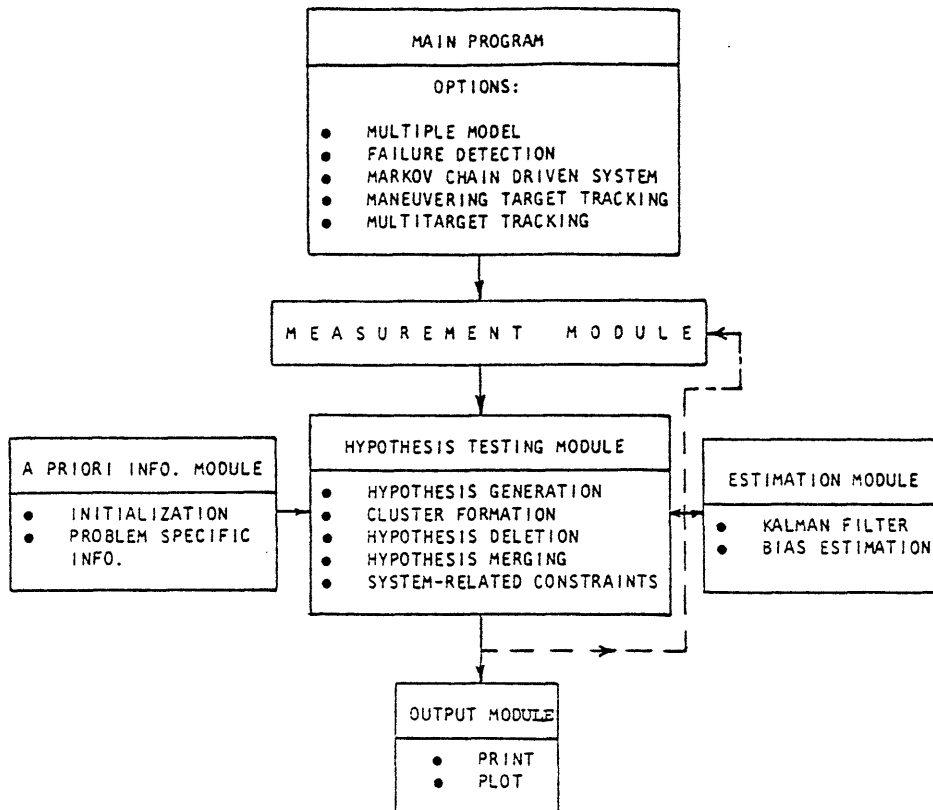 MAIN PROGRAM
OPTIONS:
● MULTIPLE MODEL
● FAILURE DETECTION
● MARKOV CHAIN DRIVEN SYSTEM
● MANEUVERING TARGET TRACKING
● MULTITARGET TRACKING
MEASUREMENT MODULE
A PRIORI INFO. MODULE
● INITIALIZATION
● PROBLEM SPECIFIC
INFO.
HYPOTHESIS TESTING MODULE
● HYPOTHESIS GENERATION
● CLUSTER FORMATION
● HYPOTHESIS DELETION
● HYPOTHESIS MERGING
● SYSTEM-RELATED CONSTRAINTS
ESTIMATION MODULE
● KALMAN FILTER
● BIAS ESTIMATION
OUTPUT MODULE
● PRINT
● PLOT